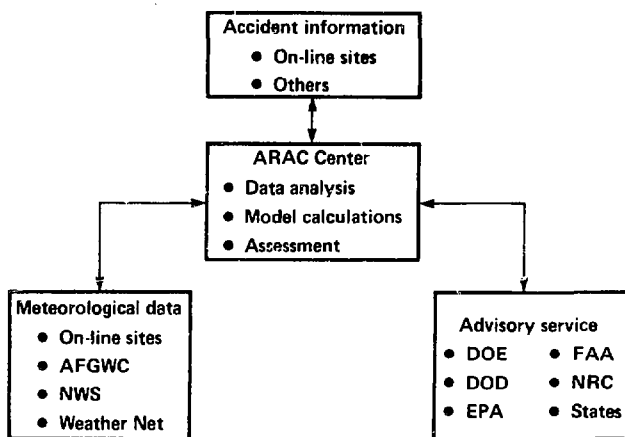 Accident information
• On-line sites
• Others
ARAC Center
• Data analysis
• Model calculations
• Assessment
Meteorological data
• On-line sites
• AFGWC
• NWS
• Weather Net
Advisory service
• DOE • FAA
• DOD • NRC
• EPA • States